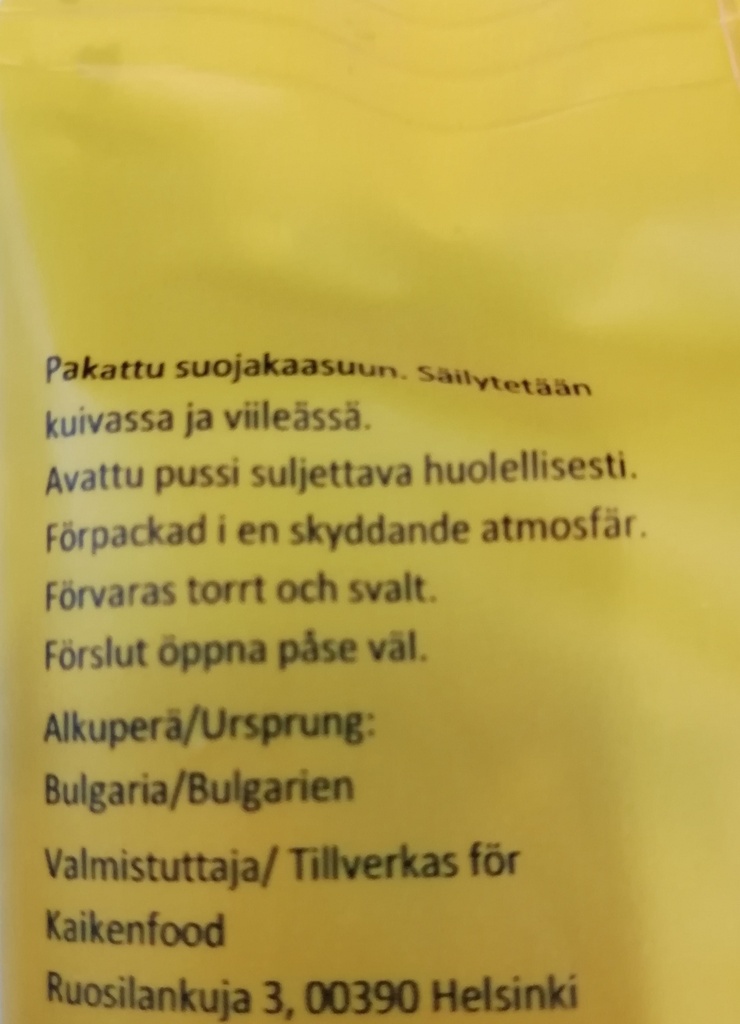 Pakattu suojakaasuun. Säilytetään
kuivassa ja viileässä.
Avattu pussi suljettava huolellisesti.
Förpackad i en skyddande atmosfär.
Förvaras torrt och svalt.
Förslut öppna påse väl.
Alkuperä/Ursprung:
Bulgaria/Bulgarien
Valmistuttaja/ Tillverkas för
Kaikenfood
Ruosilankuja 3, 00390 Helsinki